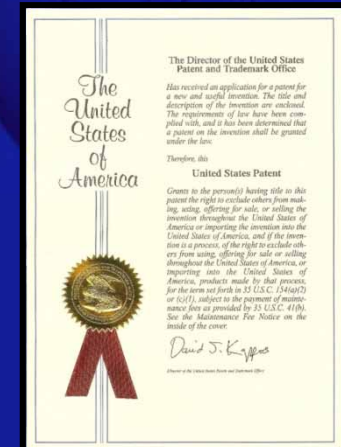 The
United
States
of
America
The Director of the United States
Patent and Trademark Office
Has received an application for a patent for
a new and useful invention. The title and
description of the invention are enclosed.
The requirements of law have been com-
plied with, and it has been determined that
a patent on the invention shall be granted
under the law.
Therefore, this
United States Patent
Grants to the person(s) having title to this
patent the right to exclude others from mak-
ing, using, offering for sale, or selling the
invention throughout the United States of
America or importing the invention into the
United States of America, and if the inven-
tion is a process, of the right to exclude oth-
ers from using, offering for sale or selling
throughout the United States of America, or
importing into the United States of
America, products made by that process,
for the term set forth in 35 U.S.C. 154(a)(2)
or (c)(1), subject to the payment of mainte-
nance fees as provided by 35 U.S.C. 41(b).
See the Maintenance Fee Notice on the
inside of the cover.
David J. Kappos
Director of the United States Patent and Trademark Office